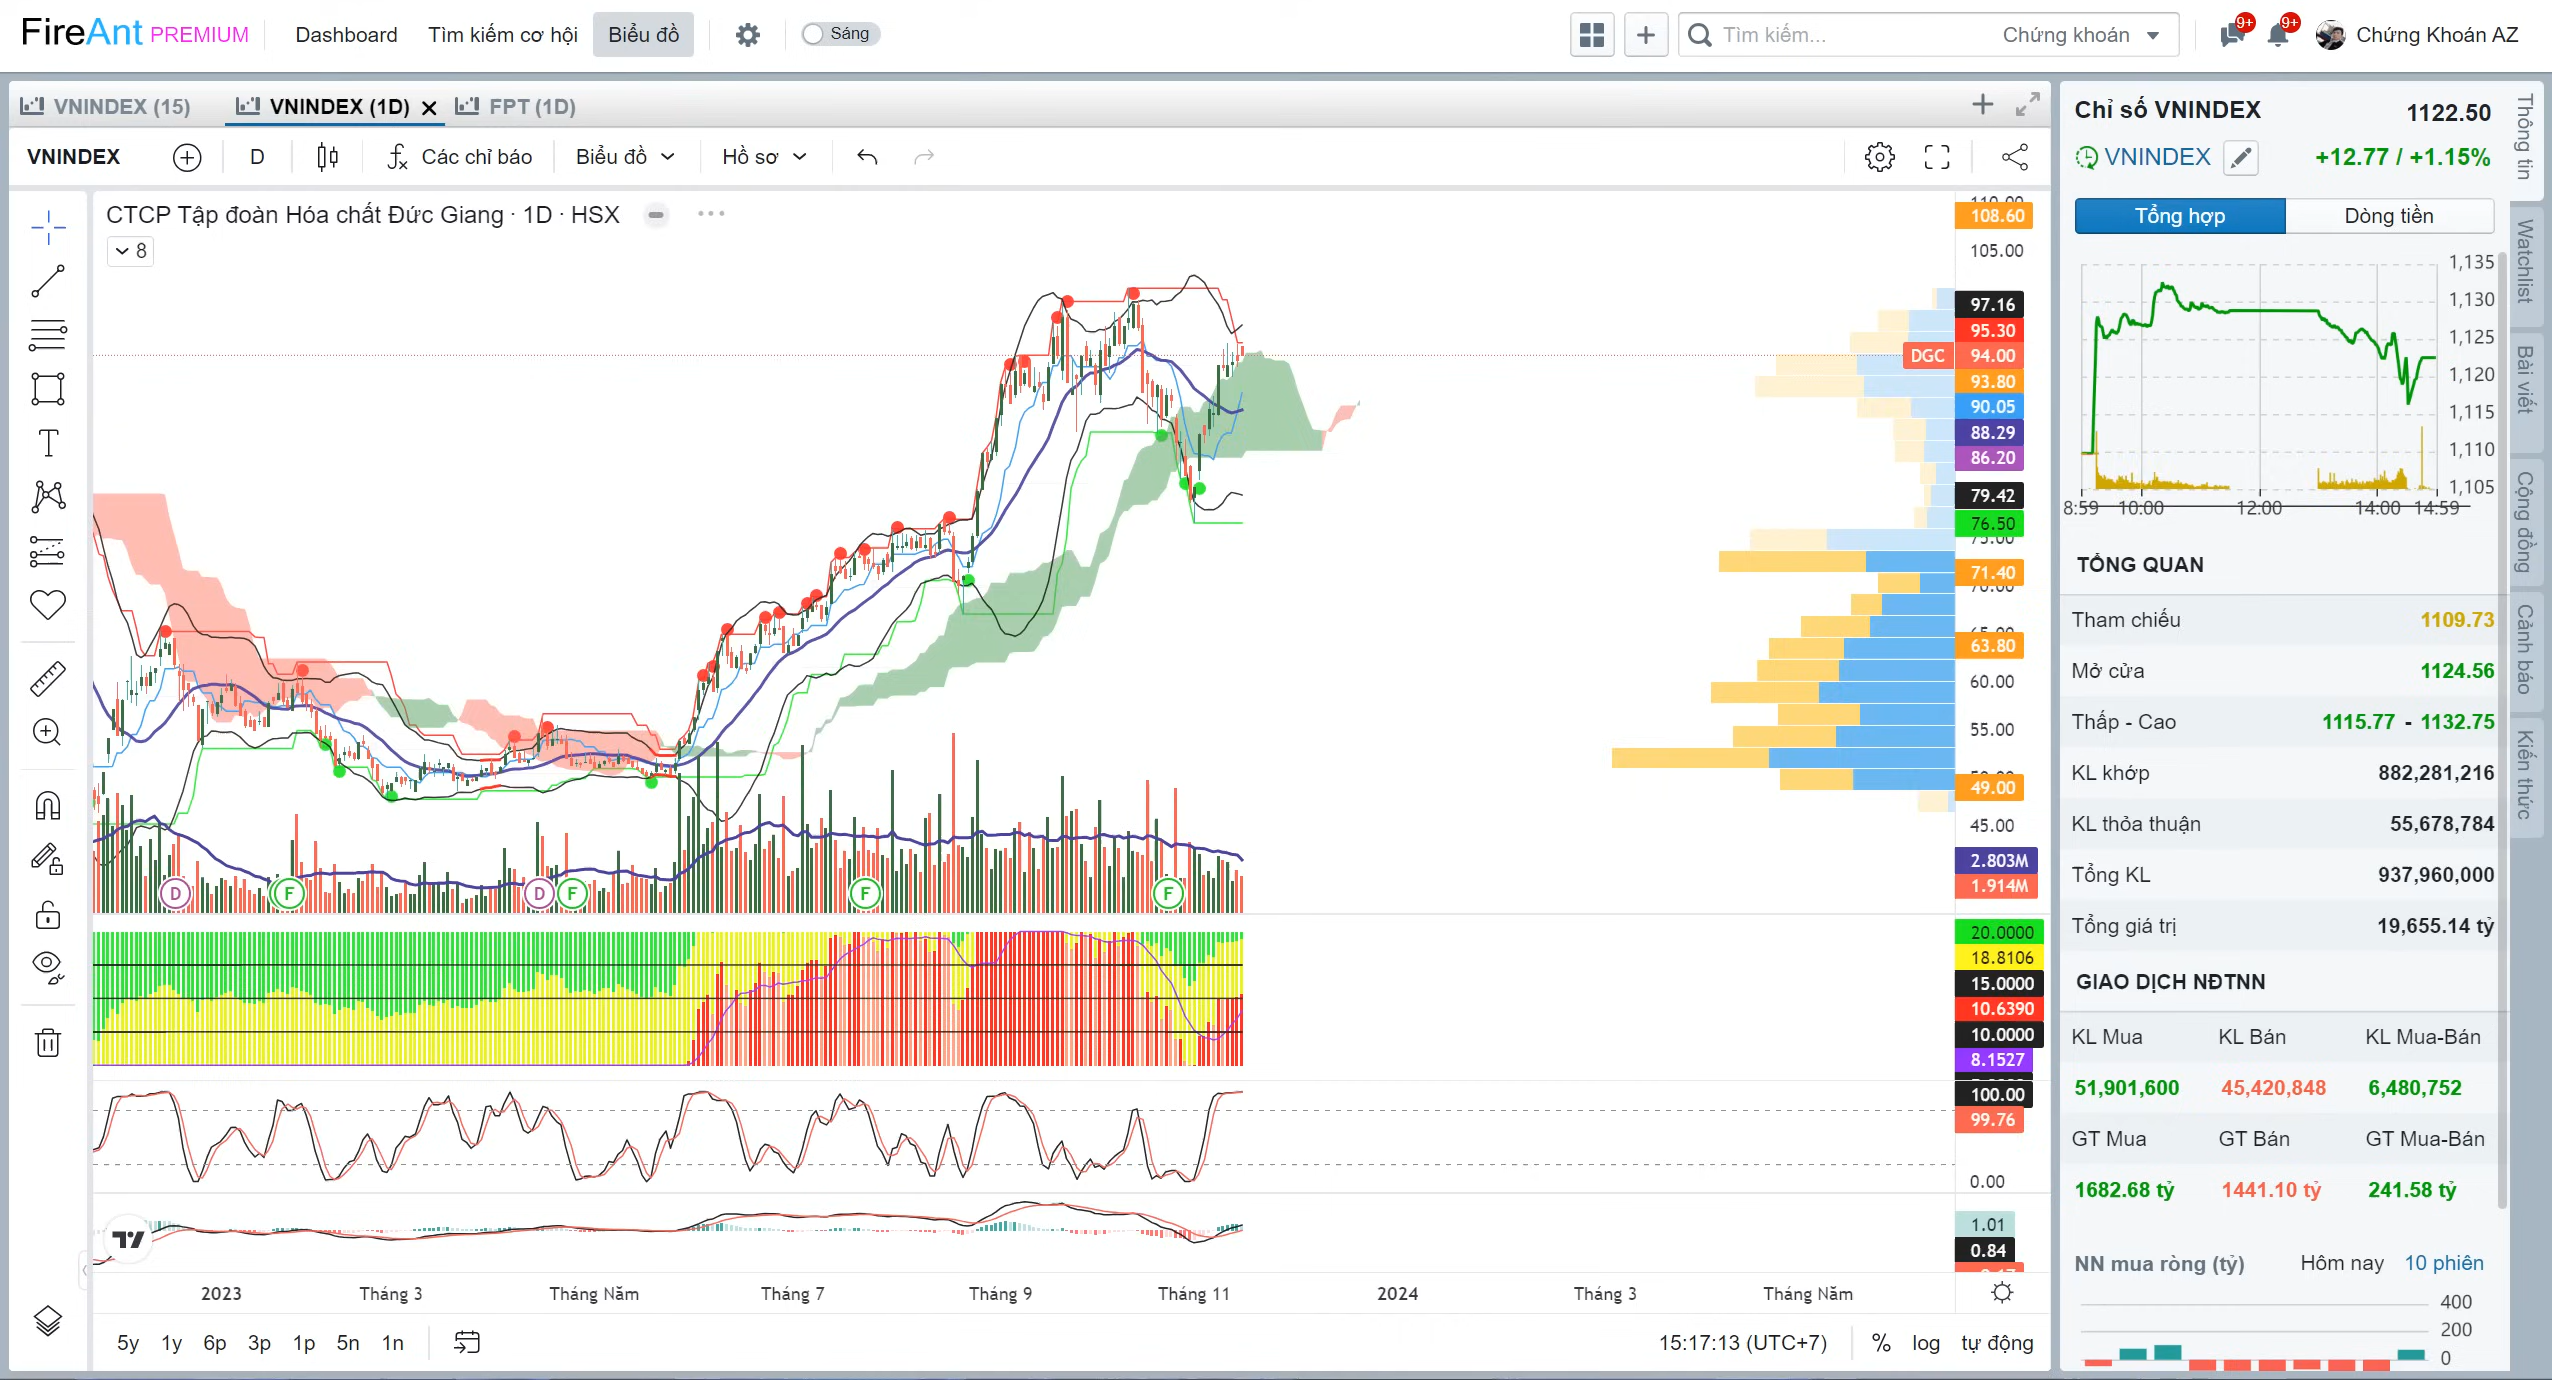 FireAnt PREMIUM Dashboard Tìm kiếm cơ hội Biểu đồ Sáng Tìm kiếm... Chứng khoán 9+ 9+ Chứng Khoán AZ
VNINDEX (15) VNINDEX (1D) FPT (1D)
VNINDEX D Các chỉ báo Biểu đồ Hồ sơ
CTCP Tập đoàn Hóa chất Đức Giang · 1D · HSX
8
108.60
105.00
97.16
95.30
DGC 94.00
93.80
90.05
88.29
86.20
79.42
76.50
75.00
71.40
70.00
65.00
63.80
60.00
55.00
49.00
45.00
2.803M
1.914M
D F D F F F
20.0000
18.8106
15.0000
10.6390
10.0000
8.1527
100.00
99.76
0.00
1.01
0.84
2023 Tháng 3 Tháng Năm Tháng 7 Tháng 9 Tháng 11 2024 Tháng 3 Tháng Năm
5y 1y 6p 3p 1p 5n 1n 15:17:13 (UTC+7) % log tự động
Chỉ số VNINDEX 1122.50
VNINDEX +12.77 / +1.15%
Tổng hợp Dòng tiền
1,135
1,130
1,125
1,120
1,115
1,110
1,105
8:59 10:00 12:00 14:00 14:59
TỔNG QUAN
Tham chiếu 1109.73
Mở cửa 1124.56
Thấp - Cao 1115.77 - 1132.75
KL khớp 882,281,216
KL thỏa thuận 55,678,784
Tổng KL 937,960,000
Tổng giá trị 19,655.14 tỷ
GIAO DỊCH NĐTNN
KL Mua KL Bán KL Mua-Bán
51,901,600 45,420,848 6,480,752
GT Mua GT Bán GT Mua-Bán
1682.68 tỷ 1441.10 tỷ 241.58 tỷ
NN mua ròng (tỷ) Hôm nay 10 phiên
400
200
0
Thông tin
Watchlist
Bài viết
Cộng đồng
Cảnh báo
Kiến thức